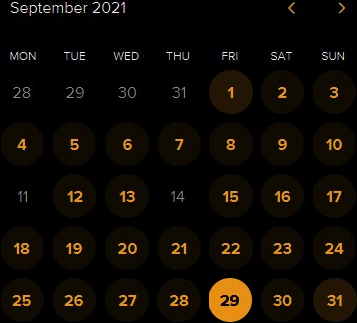 September 2021
MON TUE WED THU FRI SAT SUN
28 29 30 31 1 2 3
4 5 6 7 8 9 10
11 12 13 14 15 16 17
18 19 20 21 22 23 24
25 26 27 28 29 30 31